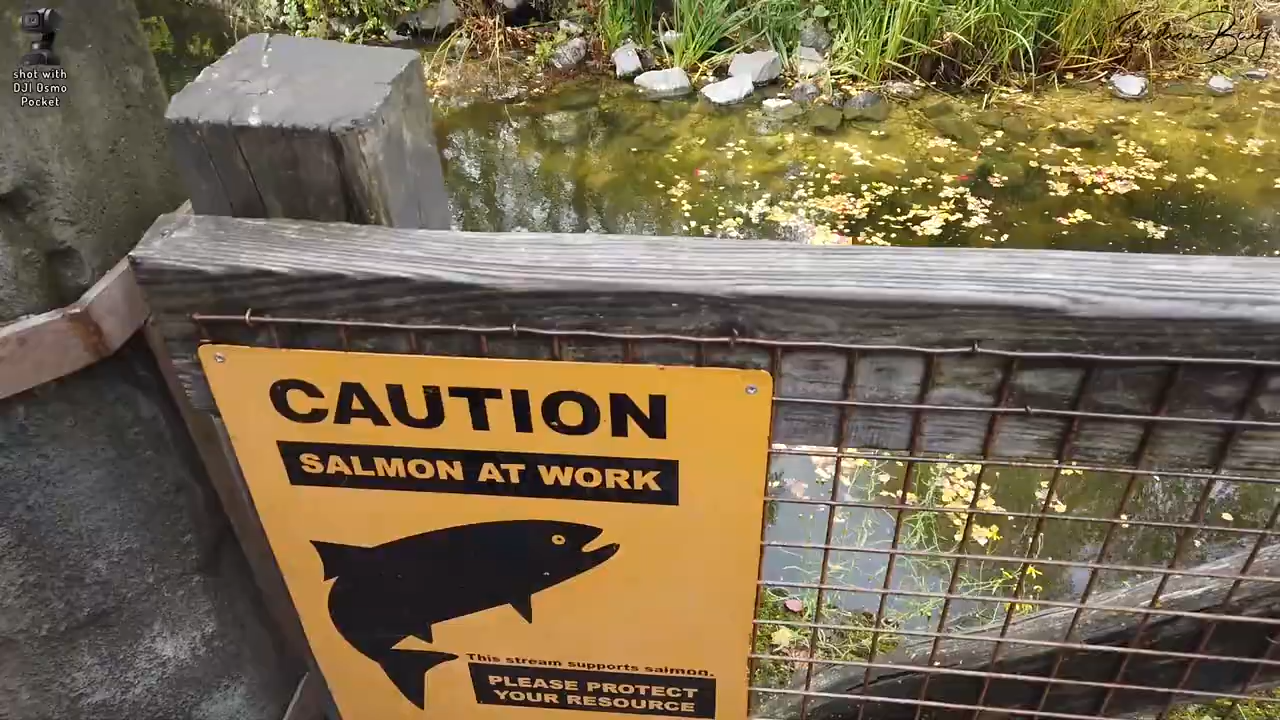 shot with
DJI Osmo
Pocket
CAUTION
SALMON AT WORK
This stream supports salmon.
PLEASE PROTECT
YOUR RESOURCE